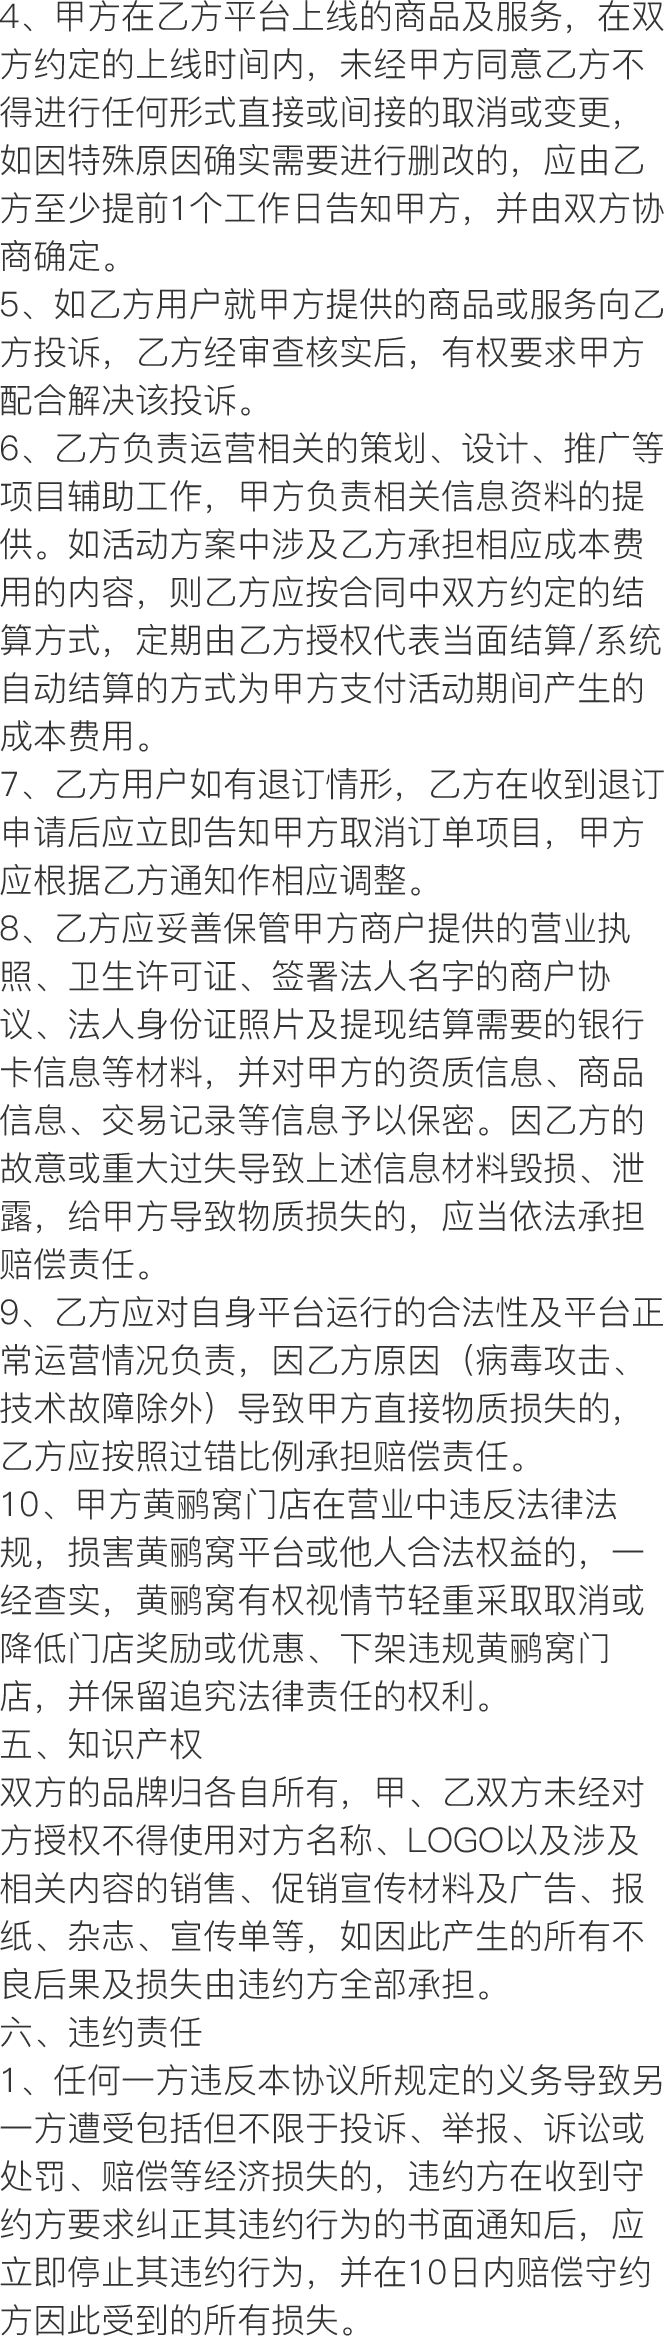 4、甲方在乙方平台上线的商品及服务，在双
方约定的上线时间内，未经甲方同意乙方不
得进行任何形式直接或间接的取消或变更，
如因特殊原因确实需要进行删改的，应由乙
方至少提前1个工作日告知甲方，并由双方协
商确定。
5、如乙方用户就甲方提供的商品或服务向乙
方投诉，乙方经审查核实后，有权要求甲方
配合解决该投诉。
6、乙方负责运营相关的策划、设计、推广等
项目辅助工作，甲方负责相关信息资料的提
供。如活动方案中涉及乙方承担相应成本费
用的内容，则乙方应按合同中双方约定的结
算方式，定期由乙方授权代表当面结算/系统
自动结算的方式为甲方支付活动期间产生的
成本费用。
7、乙方用户如有退订情形，乙方在收到退订
申请后应立即告知甲方取消订单项目，甲方
应根据乙方通知作相应调整。
8、乙方应妥善保管甲方商户提供的营业执
照、卫生许可证、签署法人名字的商户协
议、法人身份证照片及提现结算需要的银行
卡信息等材料，并对甲方的资质信息、商品
信息、交易记录等信息予以保密。因乙方的
故意或重大过失导致上述信息材料毁损、泄
露，给甲方导致物质损失的，应当依法承担
赔偿责任。
9、乙方应对自身平台运行的合法性及平台正
常运营情况负责，因乙方原因（病毒攻击、
技术故障除外）导致甲方直接物质损失的，
乙方应按照过错比例承担赔偿责任。
10、甲方黄鹂窝门店在营业中违反法律法
规，损害黄鹂窝平台或他人合法权益的，一
经查实，黄鹂窝有权视情节轻重采取取消或
降低门店奖励或优惠、下架违规黄鹂窝门
店，并保留追究法律责任的权利。
五、知识产权
双方的品牌归各自所有，甲、乙双方未经对
方授权不得使用对方名称、LOGO以及涉及
相关内容的销售、促销宣传材料及广告、报
纸、杂志、宣传单等，如因此产生的所有不
良后果及损失由违约方全部承担。
六、违约责任
1、任何一方违反本协议所规定的义务导致另
一方遭受包括但不限于投诉、举报、诉讼或
处罚、赔偿等经济损失的，违约方在收到守
约方要求纠正其违约行为的书面通知后，应
立即停止其违约行为，并在10日内赔偿守约
方因此受到的所有损失。